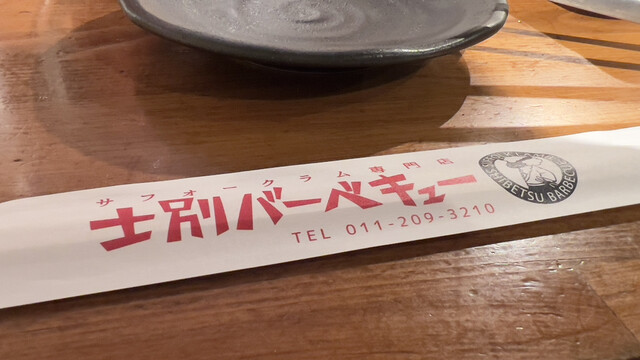 サフォークラム専門店
士別バーベキュー
TEL 011-209-3210
SHIBETSU BARBECUE